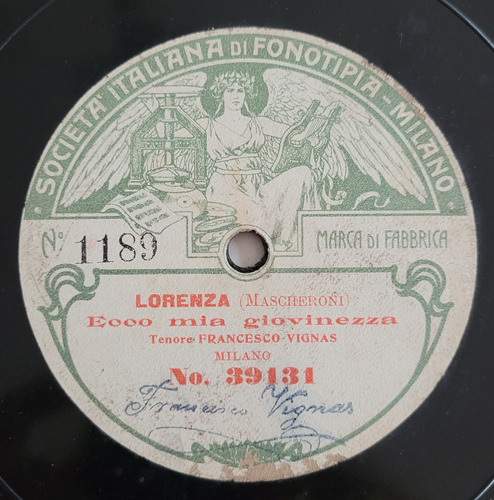 SOCIETÀ ITALIANA DI FONOTIPIA - MILANO
No 1189
MARCA DI FABBRICA
LORENZA (MASCHERONI)
Ecco mia giovinezza
Tenore FRANCESCO VIGNAS
MILANO
No. 39131
Francisco Vignas